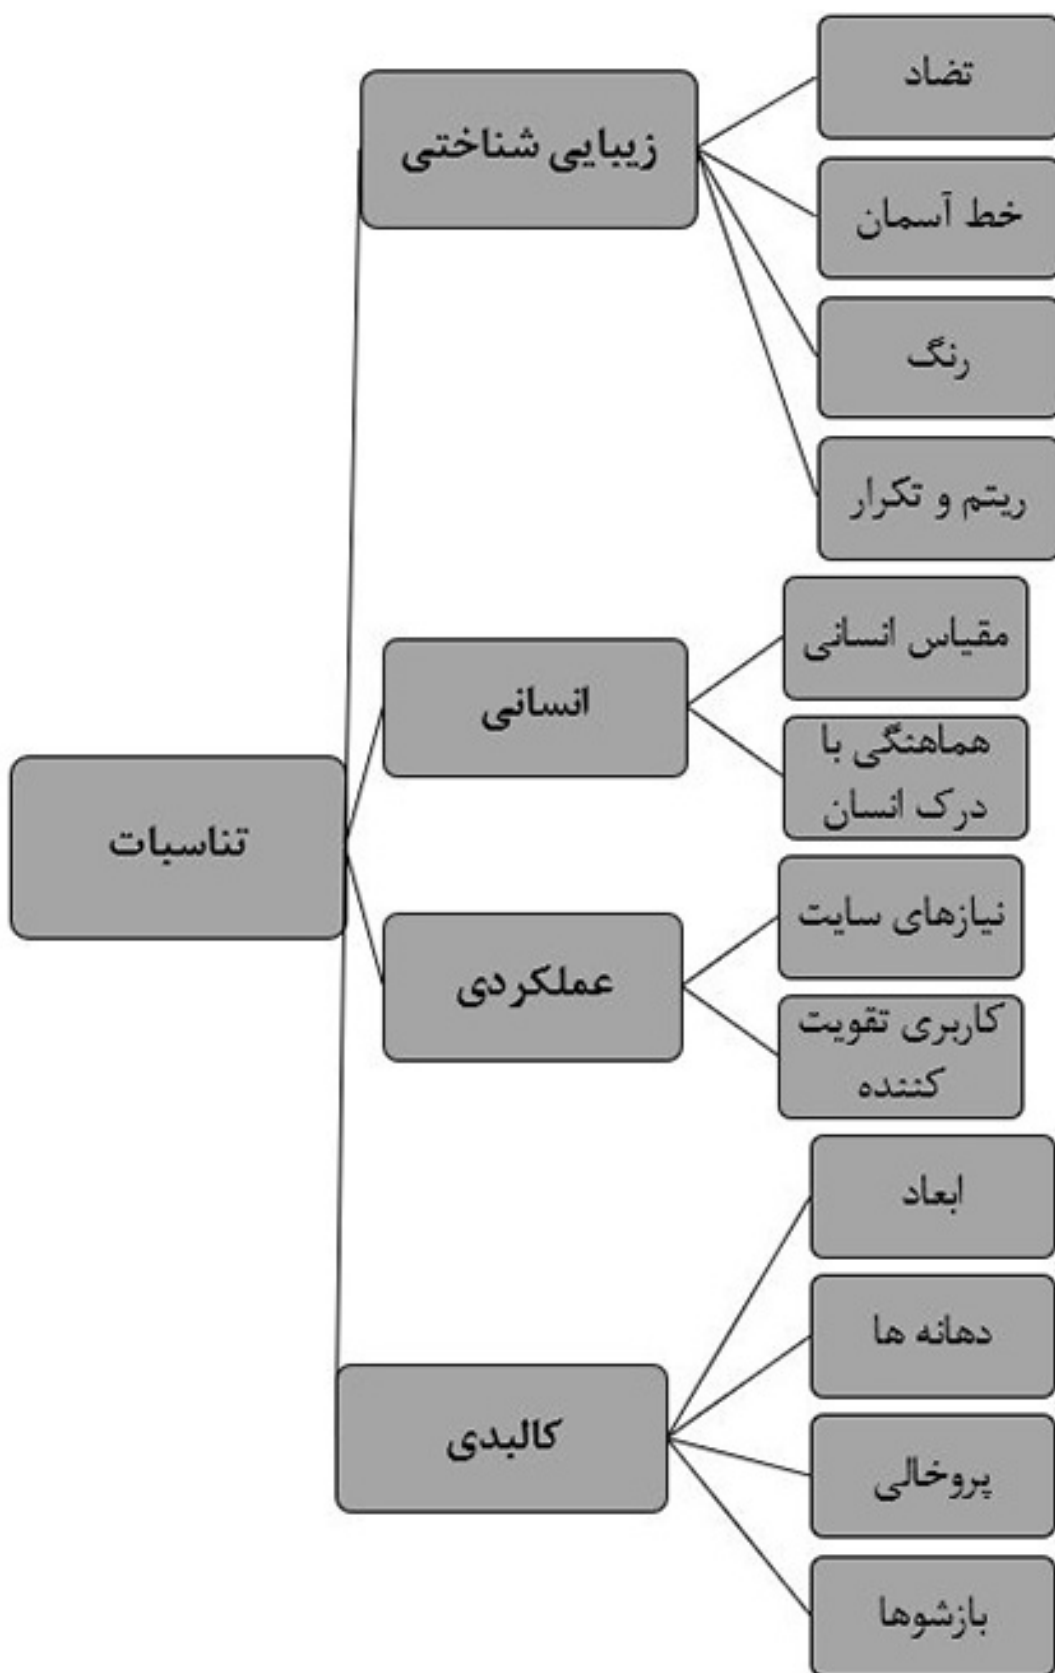 تناسبات
زیبایی شناختی
تضاد
خط آسمان
رنگ
ریتم و تکرار
انسانی
مقیاس انسانی
هماهنگی با
درک انسان
عملکردی
نیازهای سایت
کاربری تقویت
کننده
کالبدی
ابعاد
دهانه ها
پروخالی
بازشوها